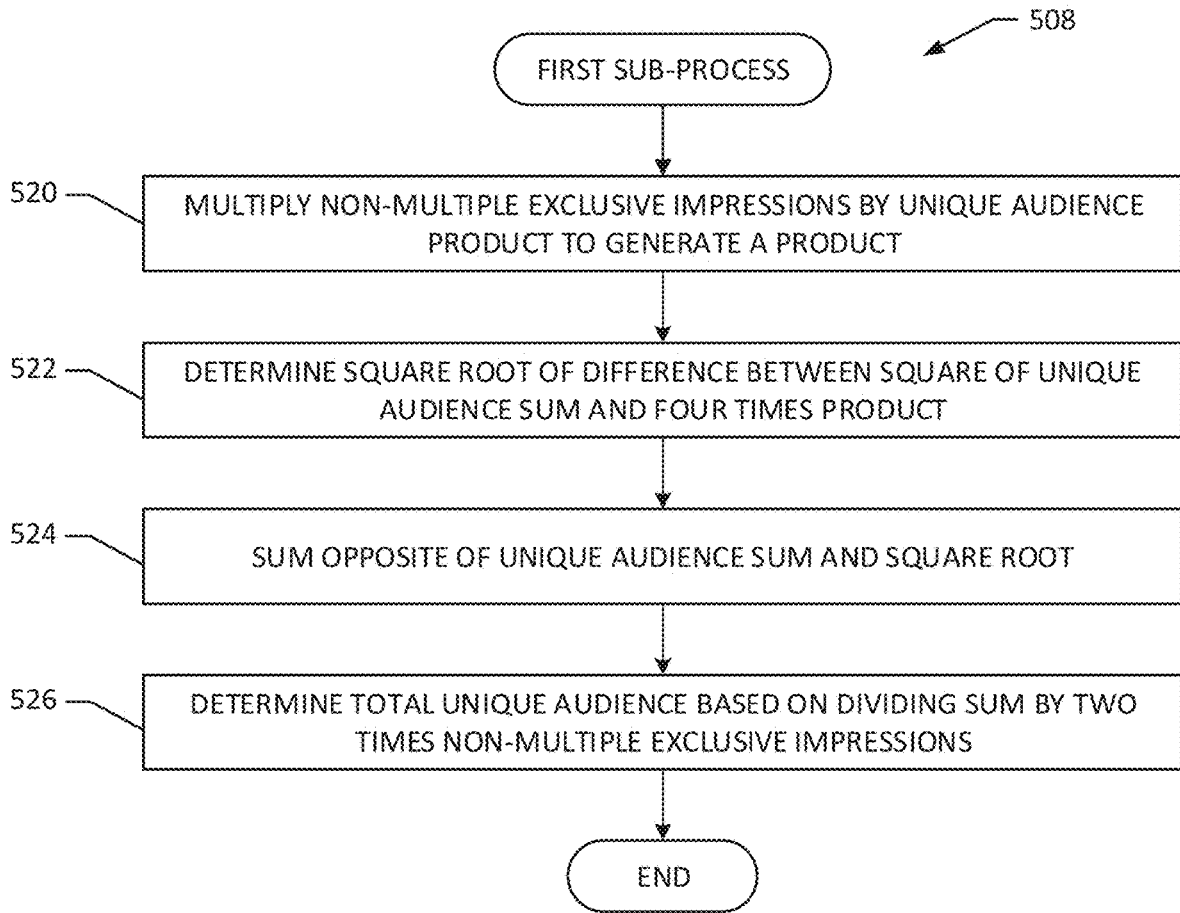 508
FIRST SUB-PROCESS
520
MULTIPLY NON-MULTIPLE EXCLUSIVE IMPRESSIONS BY UNIQUE AUDIENCE
PRODUCT TO GENERATE A PRODUCT
522
DETERMINE SQUARE ROOT OF DIFFERENCE BETWEEN SQUARE OF UNIQUE
AUDIENCE SUM AND FOUR TIMES PRODUCT
524
SUM OPPOSITE OF UNIQUE AUDIENCE SUM AND SQUARE ROOT
526
DETERMINE TOTAL UNIQUE AUDIENCE BASED ON DIVIDING SUM BY TWO
TIMES NON-MULTIPLE EXCLUSIVE IMPRESSIONS
END